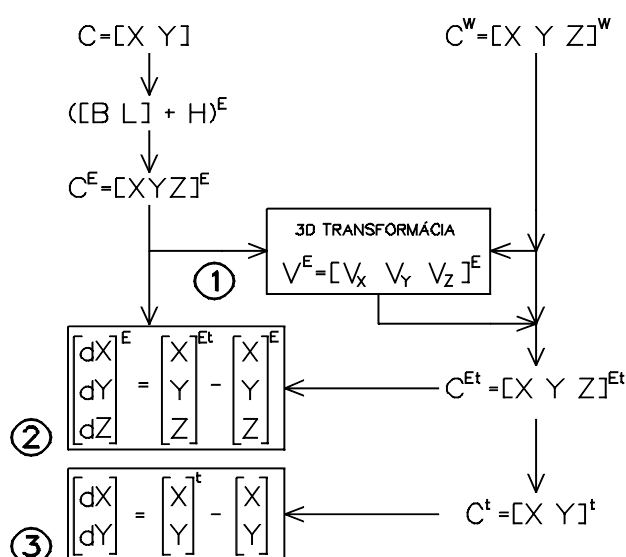 C=[X Y]
C^W=[X Y Z]^W
([B L] + H)^E
C^E=[XYZ]^E
3D TRANSFORMÁCIA
V^E=[V_X V_Y V_Z ]^E
1
[dX]^E [X]^Et [X]^E
[dY] = [Y] - [Y]
[dZ] [Z] [Z]
C^Et=[X Y Z]^Et
2
[dX] = [X]^t - [X]
[dY] [Y] [Y]
C^t=[X Y]^t
3